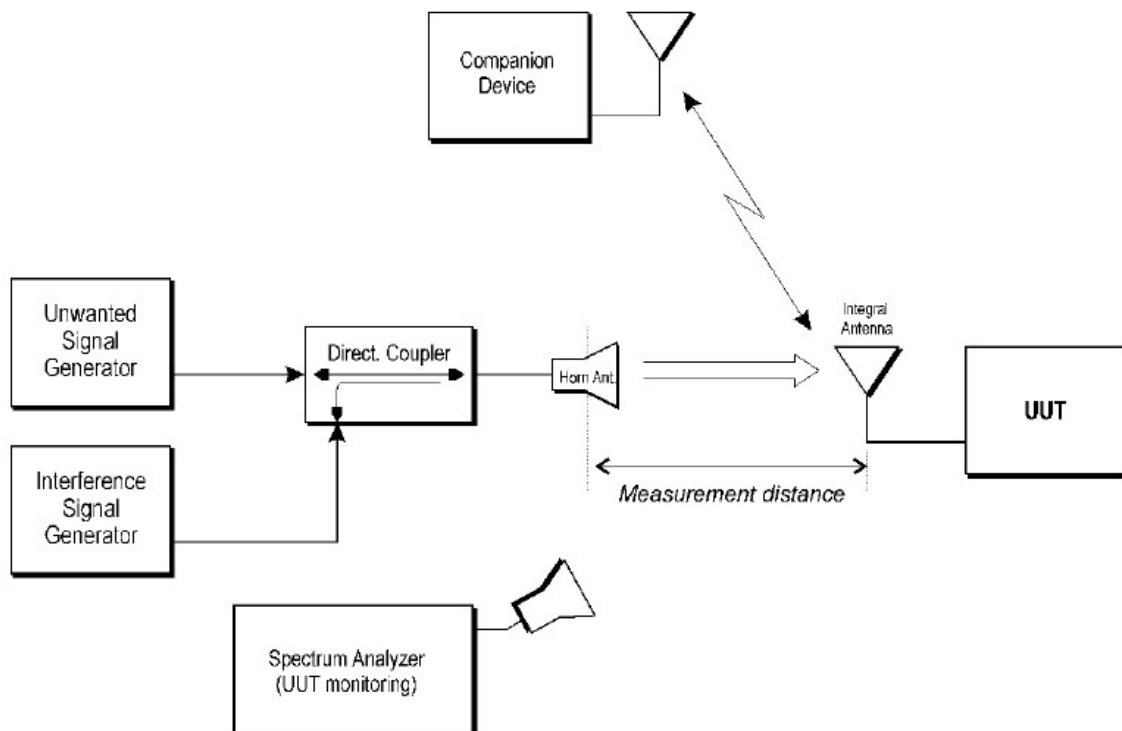 Companion
Device
Unwanted
Signal
Generator
Direct. Coupler
Horn Ant.
Integral
Antenna
UUT
Interference
Signal
Generator
Measurement distance
Spectrum Analyzer
(UUT monitoring)